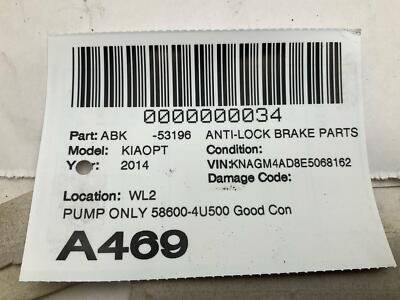 0000000034
Part: ABK -53196 ANTI-LOCK BRAKE PARTS
Model: KIAOPT Condition:
Year: 2014 VIN:KNAGM4AD8E5068162
Damage Code:
Location: WL2
PUMP ONLY 58600-4U500 Good Con
A469